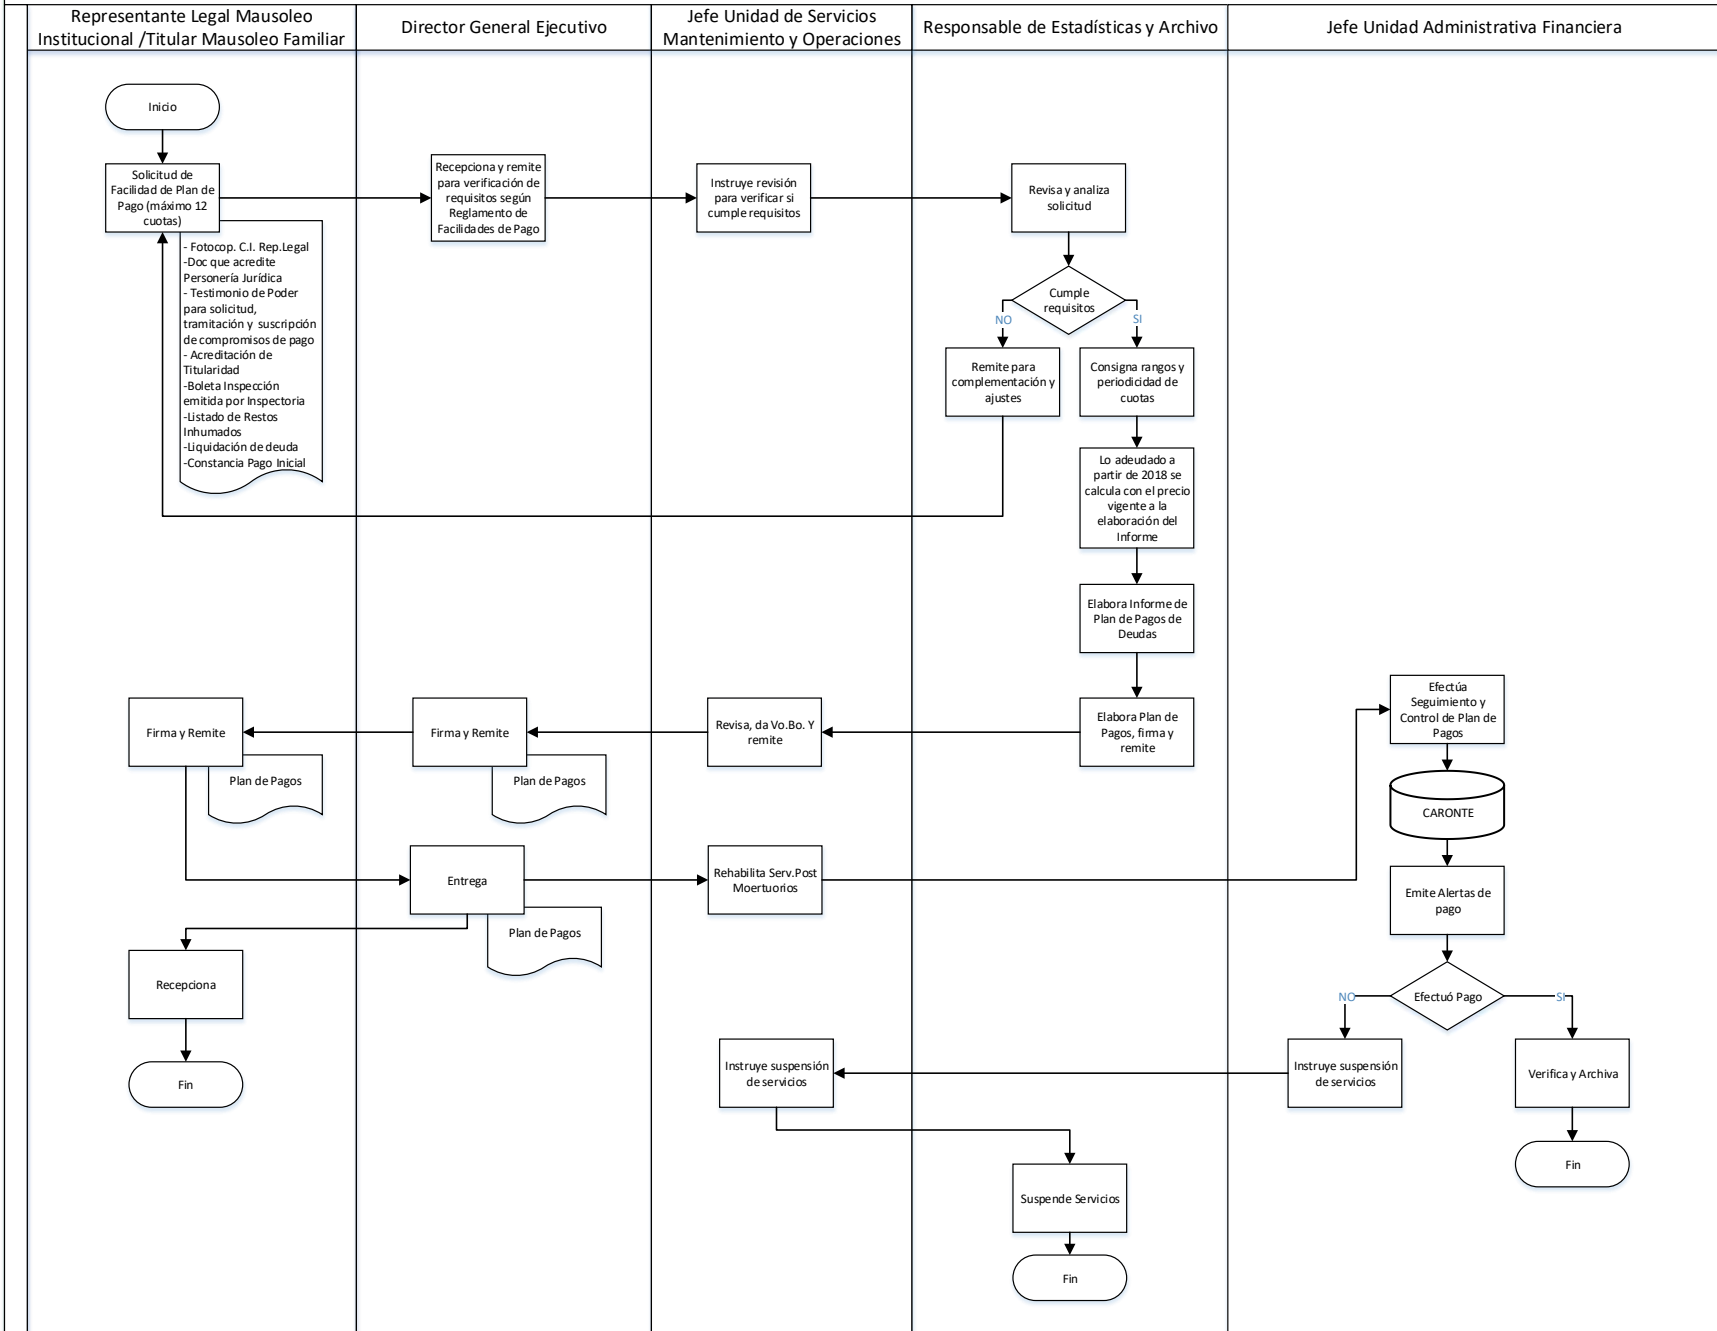 Representante Legal Mausoleo
Institucional /Titular Mausoleo Familiar
Director General Ejecutivo
Jefe Unidad de Servicios
Mantenimiento y Operaciones
Responsable de Estadísticas y Archivo
Jefe Unidad Administrativa Financiera
Inicio
Solicitud de
Facilidad de Plan de
Pago (máximo 12
cuotas)
- Fotocop. C.I. Rep.Legal
-Doc que acredite
Personería Jurídica
- Testimonio de Poder
para solicitud,
tramitación y suscripción
de compromisos de pago
- Acreditación de
Titularidad
-Boleta Inspección
emitida por Inspectoria
-Listado de Restos
Inhumados
-Liquidación de deuda
-Constancia Pago Inicial
Recepciona y remite
para verificación de
requisitos según
Reglamento de
Facilidades de Pago
Instruye revisión
para verificar si
cumple requisitos
Revisa y analiza
solicitud
Cumple
requisitos
NO
SI
Remite para
complementación y
ajustes
Consigna rangos y
periodicidad de
cuotas
Lo adeudado a
partir de 2018 se
calcula con el precio
vigente a la
elaboración del
Informe
Elabora Informe de
Plan de Pagos de
Deudas
Elabora Plan de
Pagos, firma y
remite
Revisa, da Vo.Bo. Y
remite
Firma y Remite
Plan de Pagos
Firma y Remite
Plan de Pagos
Entrega
Plan de Pagos
Rehabilita Serv.Post
Moertuorios
Recepciona
Fin
Efectúa
Seguimiento y
Control de Plan de
Pagos
CARONTE
Emite Alertas de
pago
Efectuó Pago
NO
SI
Instruye suspensión
de servicios
Verifica y Archiva
Fin
Instruye suspensión
de servicios
Suspende Servicios
Fin